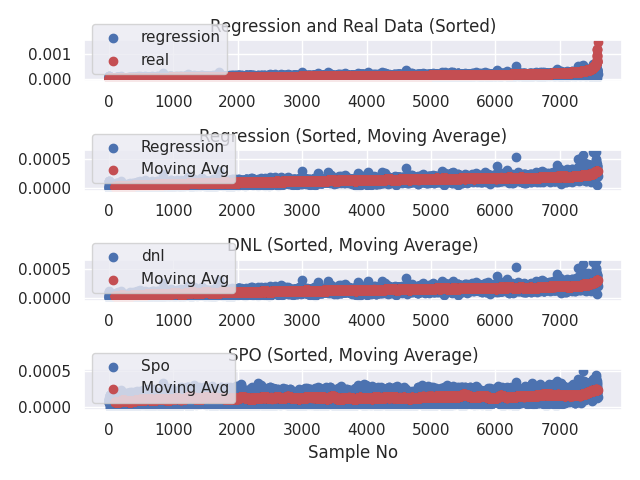 Regression and Real Data (Sorted)
regression
real
0.001
0.000
0 1000 2000 3000 4000 5000 6000 7000
Regression (Sorted, Moving Average)
Regression
Moving Avg
0.0005
0.0000
0 1000 2000 3000 4000 5000 6000 7000
DNL (Sorted, Moving Average)
dnl
Moving Avg
0.0005
0.0000
0 1000 2000 3000 4000 5000 6000 7000
SPO (Sorted, Moving Average)
Spo
Moving Avg
0.0005
0.0000
0 1000 2000 3000 4000 5000 6000 7000
Sample No